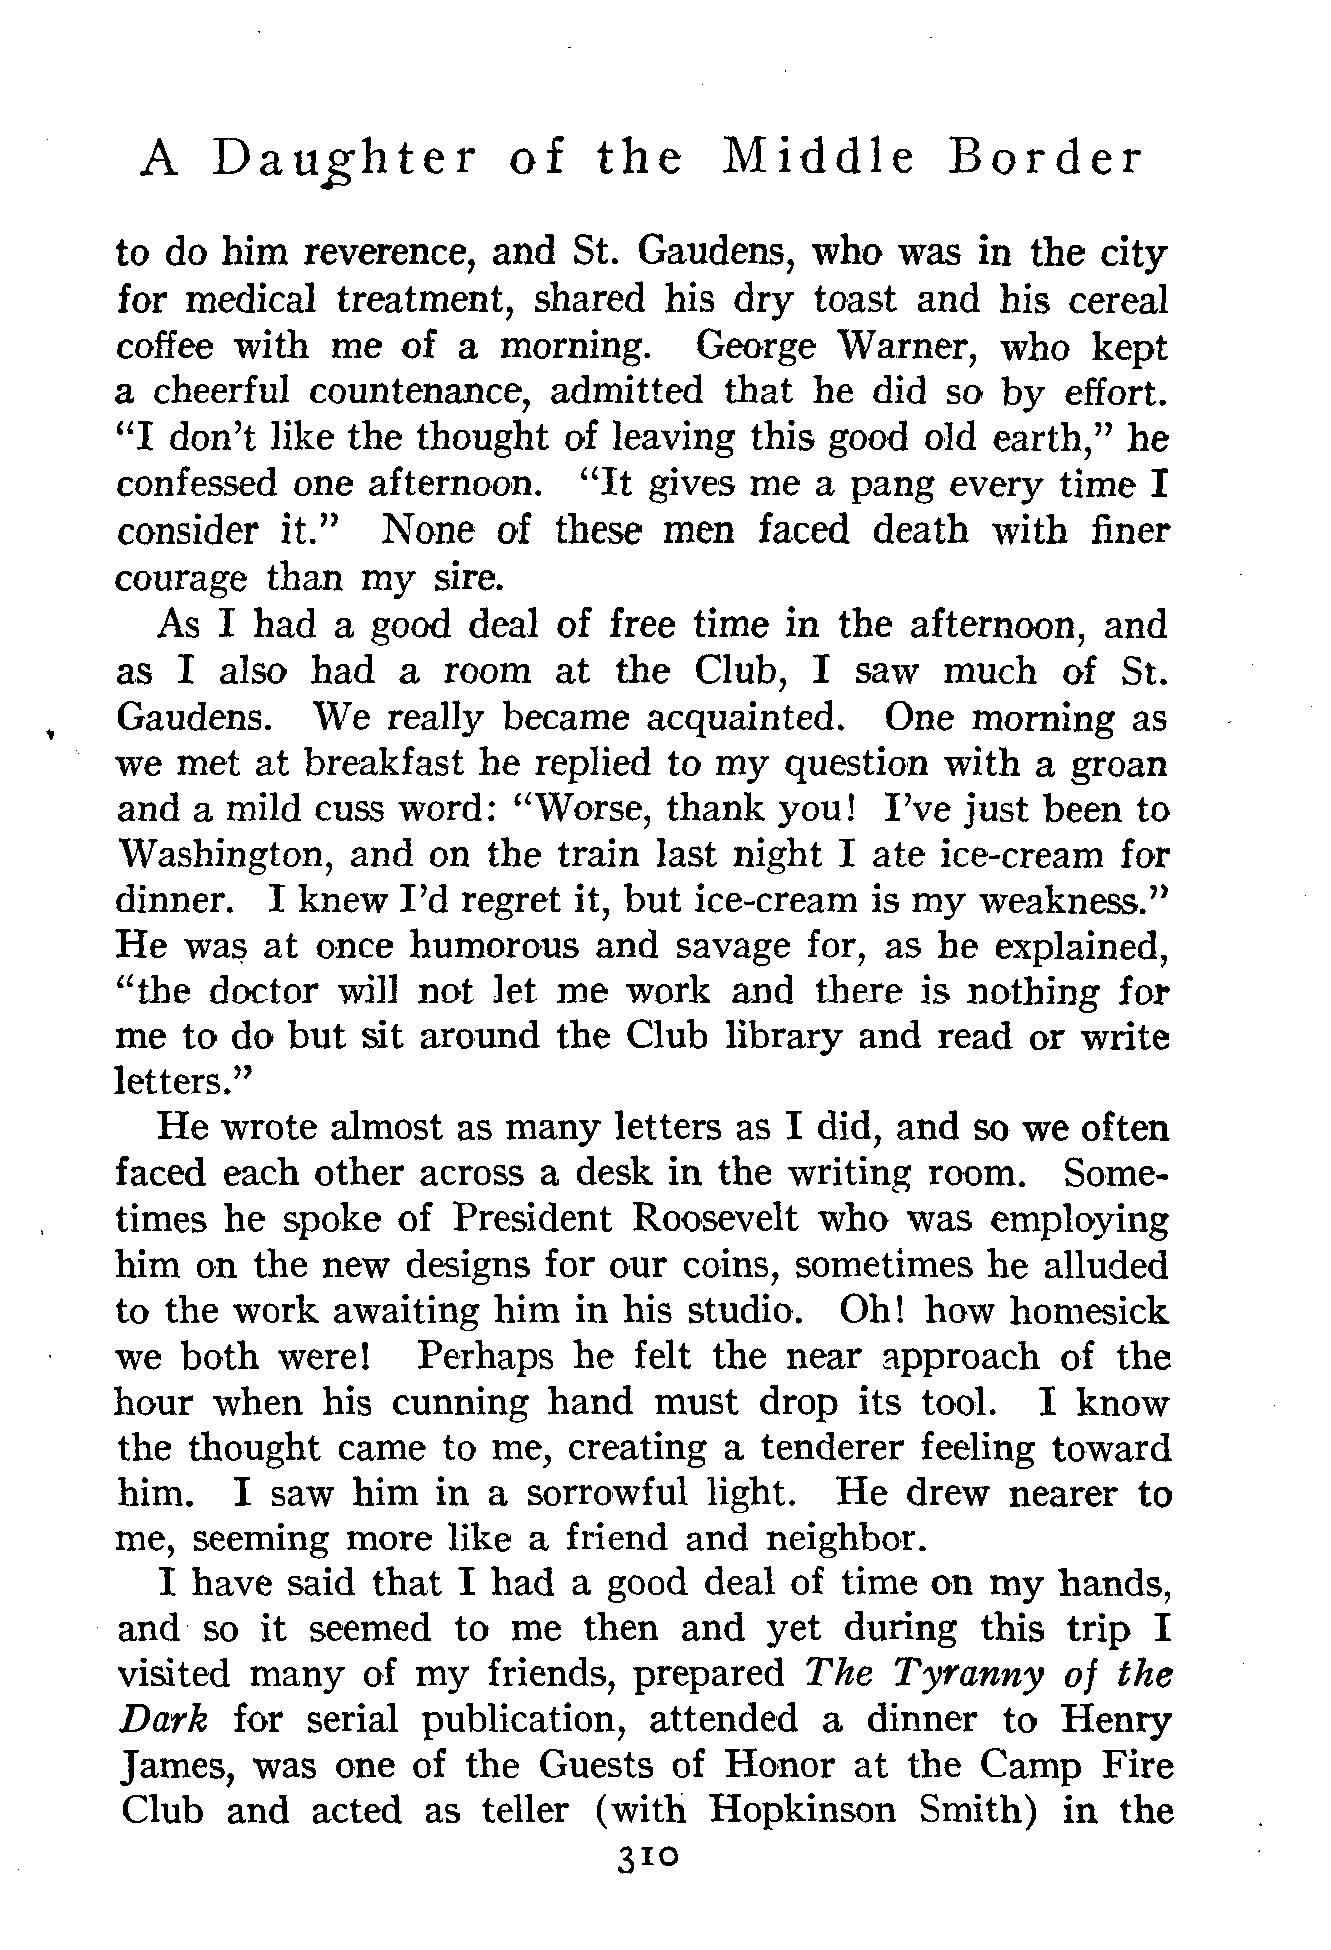 A Daughter of the Middle Border
to do him reverence, and St. Gaudens, who was in the city
for medical treatment, shared his dry toast and his cereal
coffee with me of a morning. George Warner, who kept
a cheerful countenance, admitted that he did so by effort.
“I don’t like the thought of leaving this good old earth,” he
confessed one afternoon. “It gives me a pang every time I
consider it.” None of these men faced death with finer
courage than my sire.
As I had a good deal of free time in the afternoon, and
as I also had a room at the Club, I saw much of St.
Gaudens. We really became acquainted. One morning as
we met at breakfast he replied to my question with a groan
and a mild cuss word: “Worse, thank you! I’ve just been to
Washington, and on the train last night I ate ice-cream for
dinner. I knew I’d regret it, but ice-cream is my weakness.”
He was at once humorous and savage for, as he explained,
“the doctor will not let me work and there is nothing for
me to do but sit around the Club library and read or write
letters.”
He wrote almost as many letters as I did, and so we often
faced each other across a desk in the writing room. Some-
times he spoke of President Roosevelt who was employing
him on the new designs for our coins, sometimes he alluded
to the work awaiting him in his studio. Oh! how homesick
we both were! Perhaps he felt the near approach of the
hour when his cunning hand must drop its tool. I know
the thought came to me, creating a tenderer feeling toward
him. I saw him in a sorrowful light. He drew nearer to
me, seeming more like a friend and neighbor.
I have said that I had a good deal of time on my hands,
and so it seemed to me then and yet during this trip I
visited many of my friends, prepared The Tyranny of the
Dark for serial publication, attended a dinner to Henry
James, was one of the Guests of Honor at the Camp Fire
Club and acted as teller (with Hopkinson Smith) in the
310